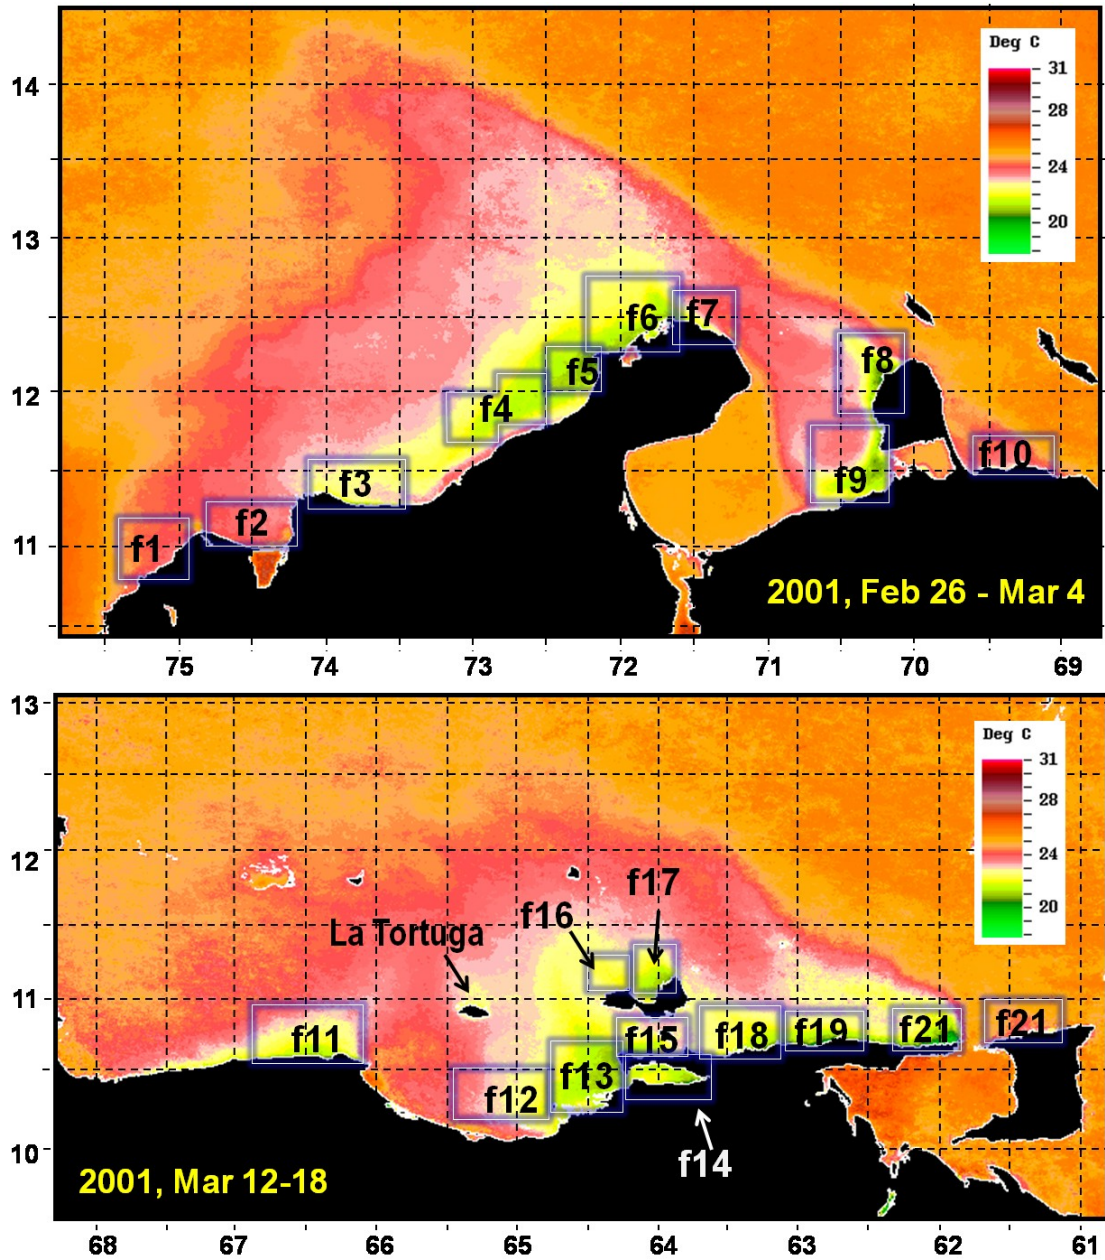 Deg C
31
28
24
20
14
13
12
11
f1
f2
f3
f4
f5
f6
f7
f8
f9
f10
2001, Feb 26 - Mar 4
75
74
73
72
71
70
69
13
12
11
10
Deg C
31
28
24
20
La Tortuga
f16
f17
f11
f12
f13
f15
f18
f19
f21
f21
f14
2001, Mar 12-18
68
67
66
65
64
63
62
61